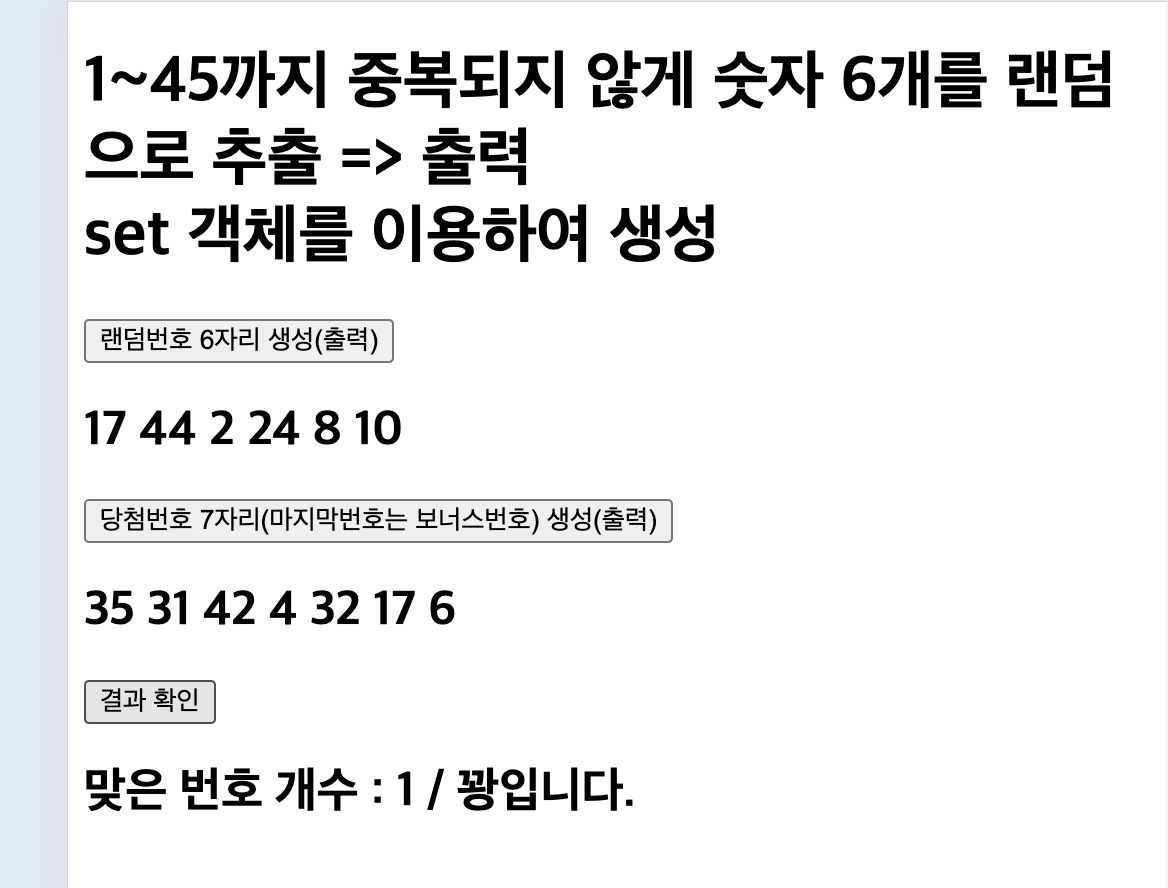 1~45까지 중복되지 않게 숫자 6개를 랜덤
으로 추출 => 출력
set 객체를 이용하여 생성
랜덤번호 6자리 생성(출력)
17 44 2 24 8 10
당첨번호 7자리(마지막번호는 보너스번호) 생성(출력)
35 31 42 4 32 17 6
결과 확인
맞은 번호 개수 : 1 / 꽝입니다.